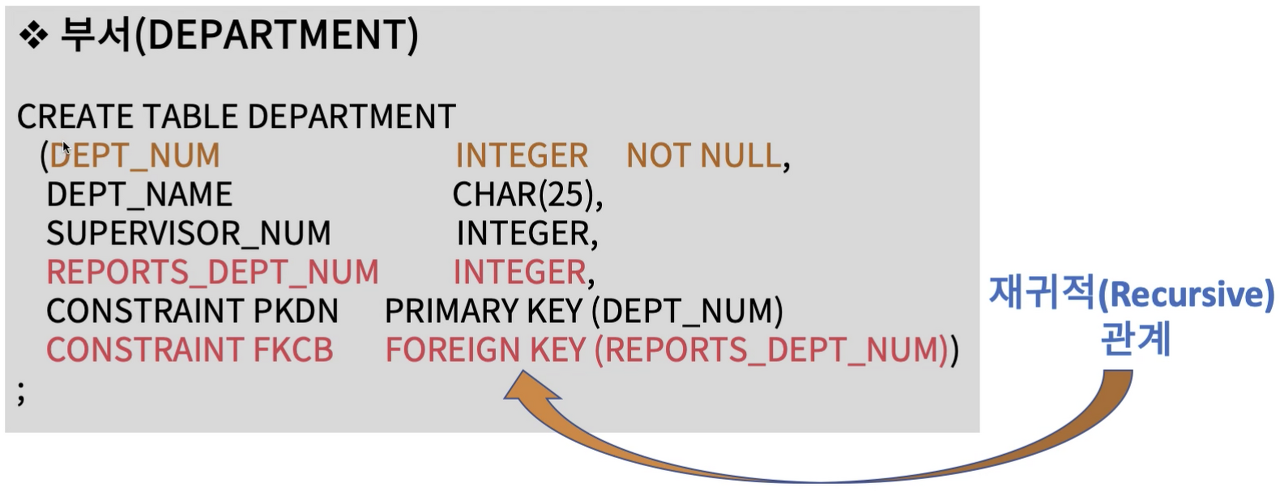 ❖ 부서(DEPARTMENT)
CREATE TABLE DEPARTMENT
(DEPT_NUM INTEGER NOT NULL,
DEPT_NAME CHAR(25),
SUPERVISOR_NUM INTEGER,
REPORTS_DEPT_NUM INTEGER,
CONSTRAINT PKDN PRIMARY KEY (DEPT_NUM)
CONSTRAINT FKCB FOREIGN KEY (REPORTS_DEPT_NUM))
;
재귀적(Recursive)
관계